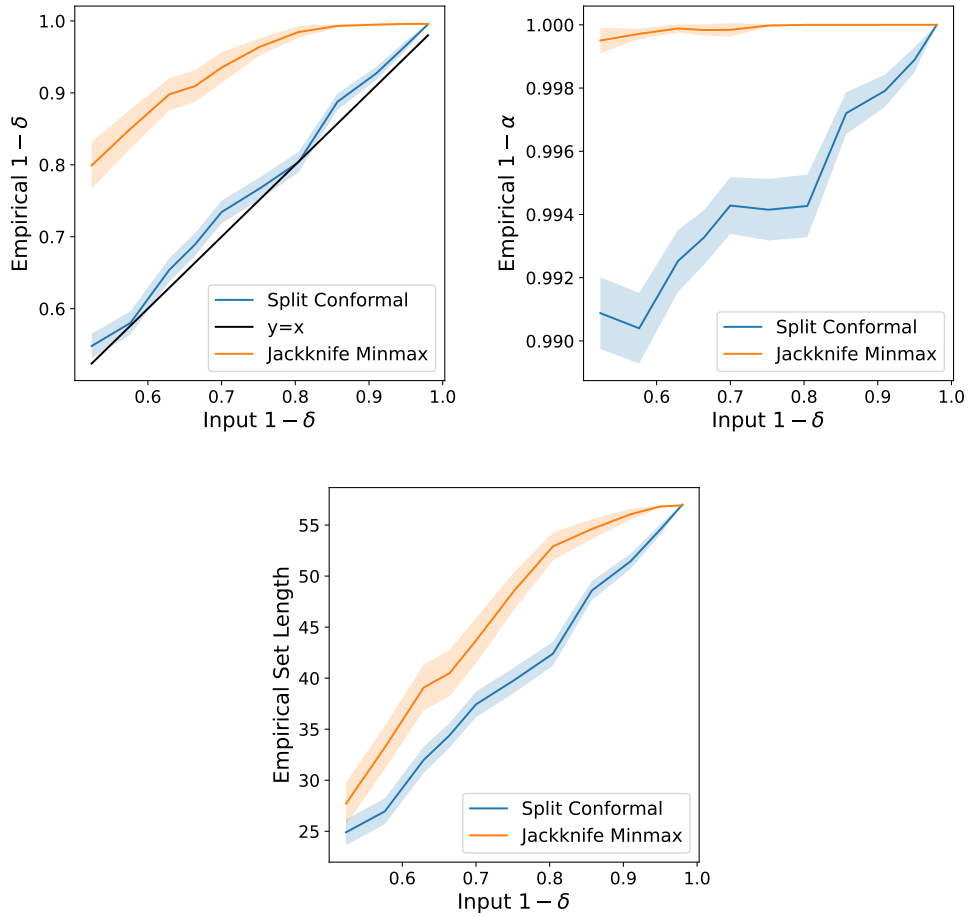 1.0
0.9
0.8
0.7
0.6
Empirical 1 − δ
Split Conformal
y=x
Jackknife Minmax
0.6 0.7 0.8 0.9 1.0
Input 1 − δ
1.000
0.998
0.996
0.994
0.992
0.990
Empirical 1 − α
Split Conformal
Jackknife Minmax
0.6 0.7 0.8 0.9 1.0
Input 1 − δ
55
50
45
40
35
30
25
Empirical Set Length
Split Conformal
Jackknife Minmax
0.6 0.7 0.8 0.9 1.0
Input 1 − δ